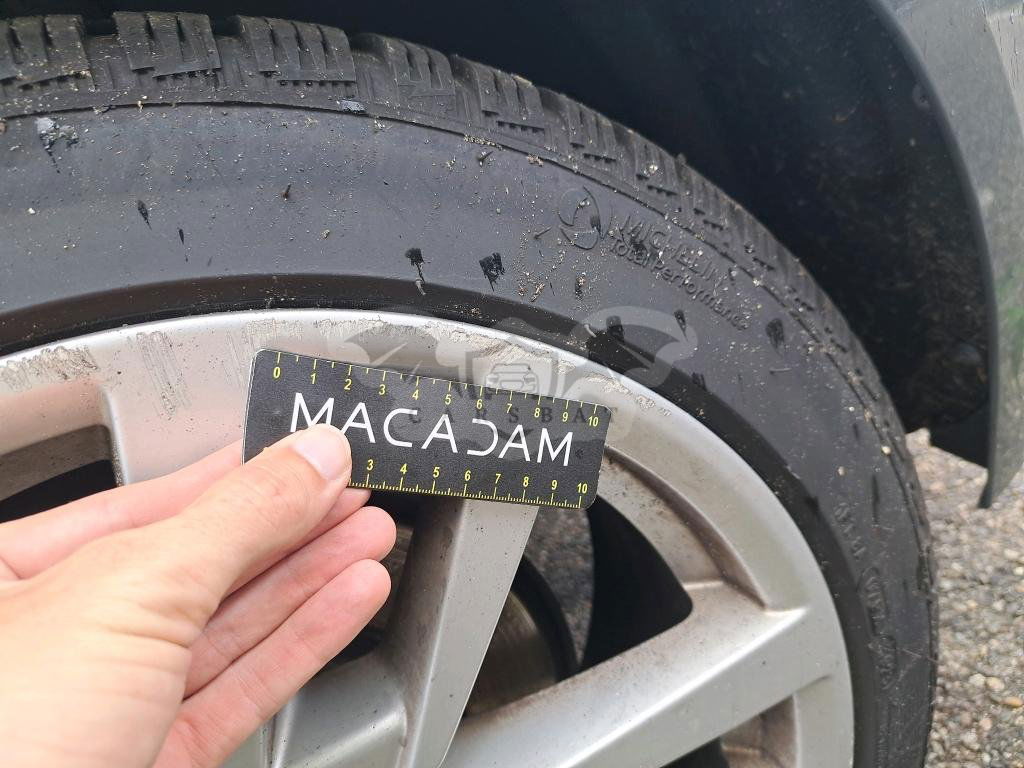 MICHELIN
Total Performance
0 1 2 3 4 5 6 7 8 9 10
CARSBA
MACADAM
3 4 5 6 7 8 9 10